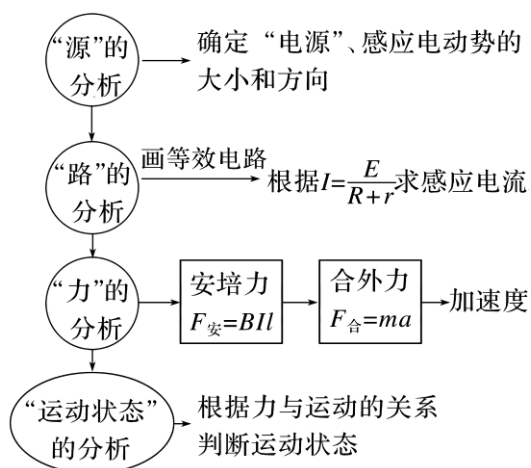 “源”的
分析
确定“电源”、感应电动势的
大小和方向
“路”的
分析
画等效电路
根据I=E/(R+r)求感应电流
“力”的
分析
安培力
F安=BIl
合外力
F合=ma
加速度
“运动状态”
的分析
根据力与运动的关系
判断运动状态